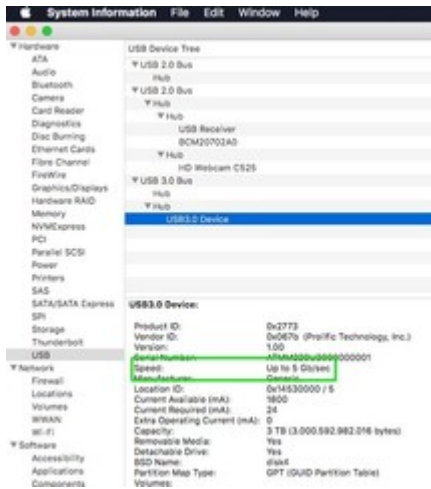 System Information File Edit Window Help
Hardware
ATA
Audio
Bluetooth
Camera
Card Reader
Diagnostics
Disc Burning
Ethernet Cards
Fibre Channel
FireWire
Graphics/Displays
Hardware RAID
Memory
NVMExpress
PCI
Parallel SCSI
Power
Printers
SAS
SATA/SATA Express
SPI
Storage
Thunderbolt
USB
Network
Firewall
Locations
Volumes
WWAN
Wi-Fi
Software
Accessibility
Applications
Components
USB Device Tree
USB 2.0 Bus
Hub
USB 2.0 Bus
Hub
Hub
USB Receiver
BCM20702A0
Hub
HD Webcam C525
USB 3.0 Bus
Hub
Hub
USB3.0 Device
USB3.0 Device:
Product ID: 0x2773
Vendor ID: 0x067b (Prolific Technology, Inc.)
Version: 1.00
Serial Number:
Speed: Up to 5 Gb/sec
Manufacturer: Generic
Location ID: 0x14530000 / 5
Current Available (mA): 1800
Current Required (mA): 24
Extra Operating Current (mA): 0
Capacity: 3 TB (3.000.592.982.016 bytes)
Removable Media: Yes
Detachable Drive: Yes
BSD Name: disk4
Partition Map Type: GPT (GUID Partition Table)
Volumes: